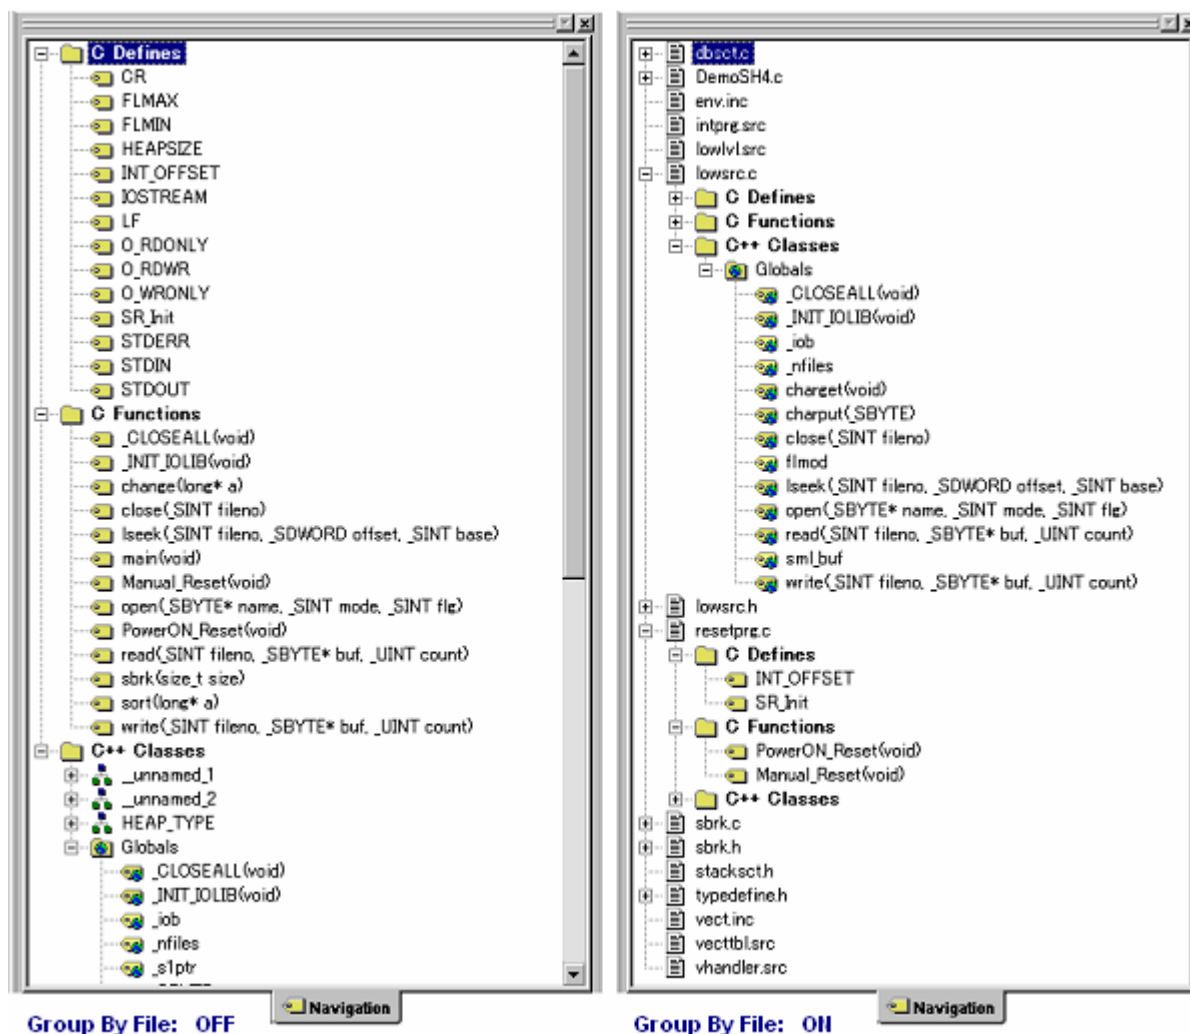 C Defines
CR
FLMAX
FLMIN
HEAPSIZE
INT_OFFSET
IOSTREAM
LF
O_RDONLY
O_RDWR
O_WRONLY
SR_Init
STDERR
STDIN
STDOUT
C Functions
_CLOSEALL(void)
_INIT_IOLIB(void)
change(long* a)
close(_SINT fileno)
lseek(_SINT fileno, _SDWORD offset, _SINT base)
main(void)
Manual_Reset(void)
open(_SBYTE* name, _SINT mode, _SINT flg)
PowerON_Reset(void)
read(_SINT fileno, _SBYTE* buf, _UINT count)
sbrk(size_t size)
sort(long* a)
write(_SINT fileno, _SBYTE* buf, _UINT count)
C++ Classes
__unnamed_1
__unnamed_2
HEAP_TYPE
Globals
_CLOSEALL(void)
_INIT_IOLIB(void)
_iob
_nfiles
_s1ptr
Navigation
Group By File: OFF
dbsct.c
DemoSH4.c
env.inc
intprg.src
lowlvl.src
lowsrc.c
C Defines
C Functions
C++ Classes
Globals
_CLOSEALL(void)
_INIT_IOLIB(void)
_iob
_nfiles
charget(void)
charput(_SBYTE)
close(_SINT fileno)
flmod
lseek(_SINT fileno, _SDWORD offset, _SINT base)
open(_SBYTE* name, _SINT mode, _SINT flg)
read(_SINT fileno, _SBYTE* buf, _UINT count)
sml_buf
write(_SINT fileno, _SBYTE* buf, _UINT count)
lowsrc.h
resetprg.c
C Defines
INT_OFFSET
SR_Init
C Functions
PowerON_Reset(void)
Manual_Reset(void)
C++ Classes
sbrk.c
sbrk.h
stacksct.h
typedefine.h
vect.inc
vecttbl.src
vhandler.src
Navigation
Group By File: ON